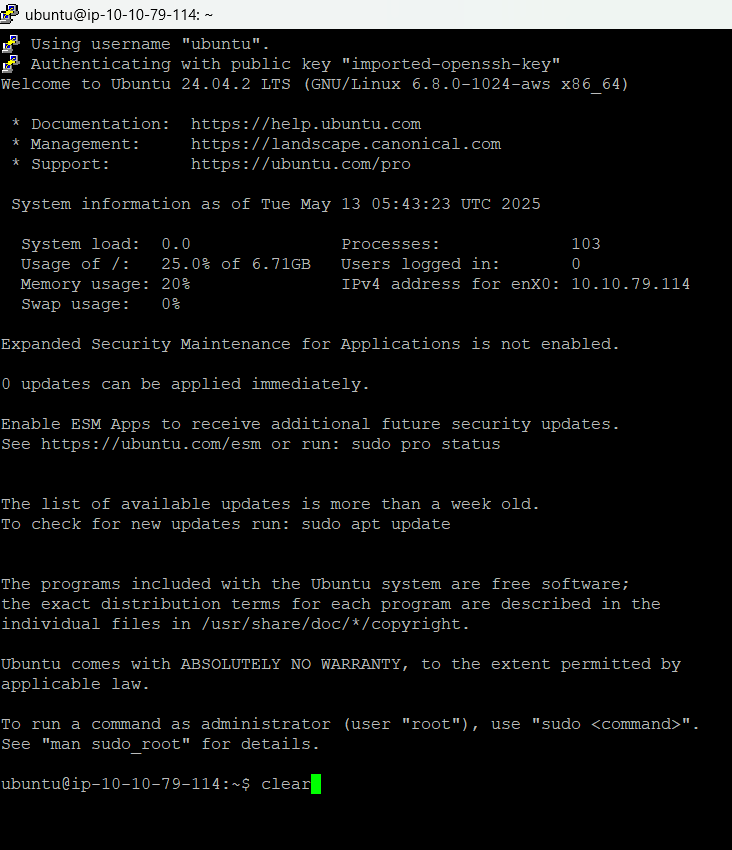 ubuntu@ip-10-10-79-114: ~
Using username "ubuntu".
Authenticating with public key "imported-openssh-key"
Welcome to Ubuntu 24.04.2 LTS (GNU/Linux 6.8.0-1024-aws x86_64)

 * Documentation:  https://help.ubuntu.com
 * Management:     https://landscape.canonical.com
 * Support:        https://ubuntu.com/pro

 System information as of Tue May 13 05:43:23 UTC 2025

  System load:  0.0               Processes:             103
  Usage of /:   25.0% of 6.71GB   Users logged in:       0
  Memory usage: 20%               IPv4 address for enX0: 10.10.79.114
  Swap usage:   0%

Expanded Security Maintenance for Applications is not enabled.

0 updates can be applied immediately.

Enable ESM Apps to receive additional future security updates.
See https://ubuntu.com/esm or run: sudo pro status


The list of available updates is more than a week old.
To check for new updates run: sudo apt update


The programs included with the Ubuntu system are free software;
the exact distribution terms for each program are described in the
individual files in /usr/share/doc/*/copyright.

Ubuntu comes with ABSOLUTELY NO WARRANTY, to the extent permitted by
applicable law.

To run a command as administrator (user "root"), use "sudo <command>".
See "man sudo_root" for details.

ubuntu@ip-10-10-79-114:~$ clear